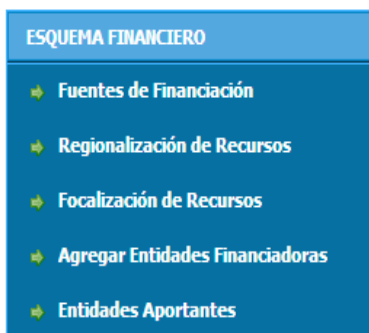 ESQUEMA FINANCIERO
Fuentes de Financiación
Regionalización de Recursos
Focalización de Recursos
Agregar Entidades Financiadoras
Entidades Aportantes